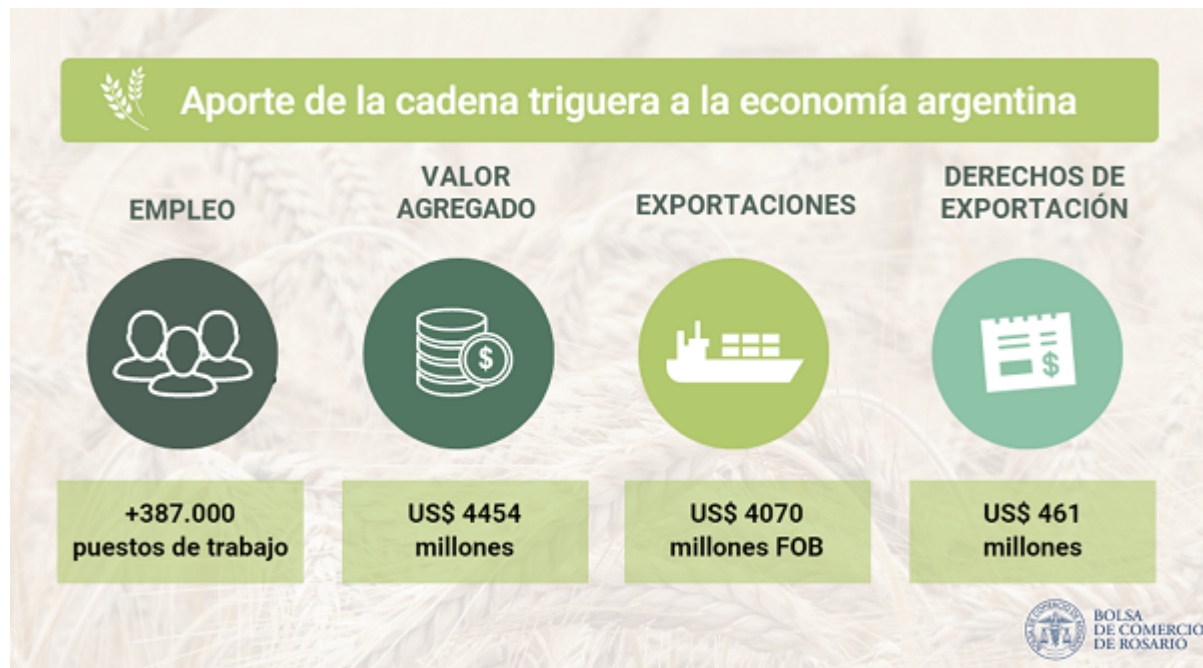 Aporte de la cadena triguera a la economía argentina
EMPLEO
VALOR
AGREGADO
EXPORTACIONES
DERECHOS DE
EXPORTACIÓN
$
$
+387.000
puestos de trabajo
US$ 4454
millones
US$ 4070
millones FOB
US$ 461
millones
BOLSA
DE COMERCIO
DE ROSARIO